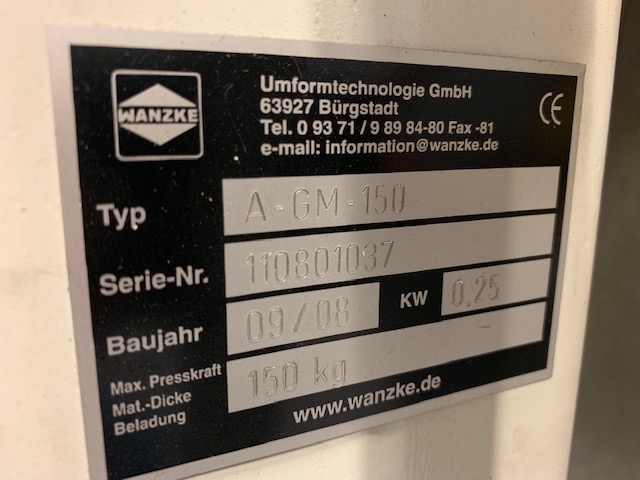 WANZKE
Umformtechnologie GmbH
63927 Bürgstadt
Tel. 0 93 71 / 9 89 84-80 Fax -81
e-mail: information@wanzke.de
CE
Typ A-GM-150
Serie-Nr. 110801037
Baujahr 09/08 KW 0,25
Max. Presskraft
Mat.-Dicke 150 kg
Beladung
www.wanzke.de